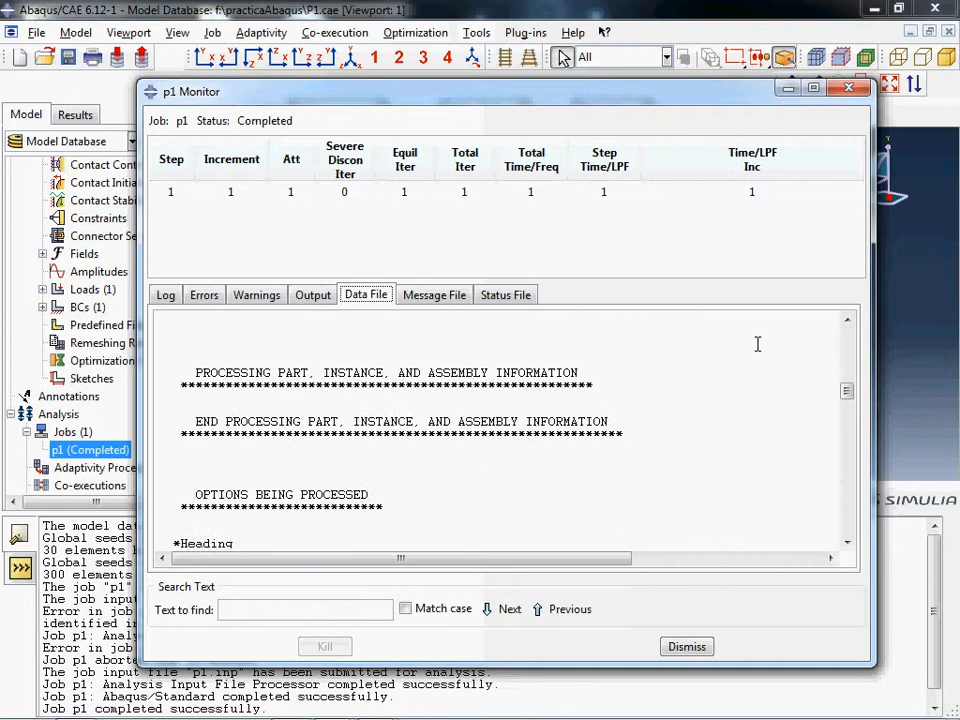 Abaqus/CAE 6.12-1 - Model Database: f:\practicaAbaqus\P1.cae [Viewport: 1]
File Model Viewport View Job Adaptivity Co-execution Optimization Tools Plug-ins Help
1 2 3 4 All
p1 Monitor
Model Results
Job: p1 Status: Completed
Model Database
Step Increment Att Severe Discon Iter Equil Iter Total Iter Total Time/Freq Step Time/LPF Time/LPF Inc
1 1 1 0 1 1 1 1 1
Contact Cont
Contact Initia
Contact Stabi
Constraints
Connector Se
Fields
Amplitudes
Loads (1)
BCs (1)
Predefined Fi
Remeshing R
Optimization
Sketches
Annotations
Analysis
Jobs (1)
p1 (Completed)
Adaptivity Proce
Co-executions
Log Errors Warnings Output Data File Message File Status File
PROCESSING PART, INSTANCE, AND ASSEMBLY INFORMATION
*******************************************************
END PROCESSING PART, INSTANCE, AND ASSEMBLY INFORMATION
***********************************************************
OPTIONS BEING PROCESSED
***************************
*Heading
Search Text
Text to find: Match case Next Previous
Kill Dismiss
SIMULIA
>>>
The model dat
Global seeds
30 elements h
Global seeds
300 elements
The job "p1"
The job input
Error in job
identified in
Job p1: Analy
Error in job
Job p1 aborte
The job input file "p1.inp" has been submitted for analysis.
Job p1: Analysis Input File Processor completed successfully.
Job p1: Abaqus/Standard completed successfully.
Job p1 completed successfully.